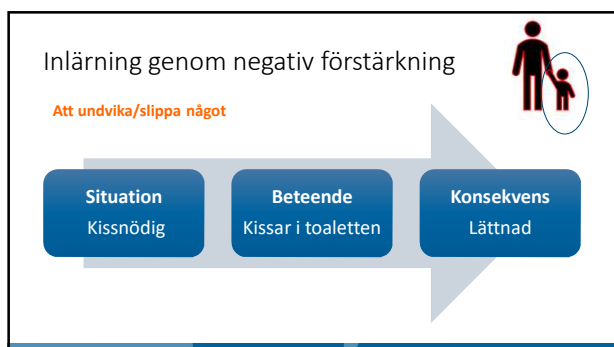 Inlärning genom negativ förstärkning
Att undvika/slippa något
Situation
Kissnödig
Beteende
Kissar i toaletten
Konsekvens
Lättnad